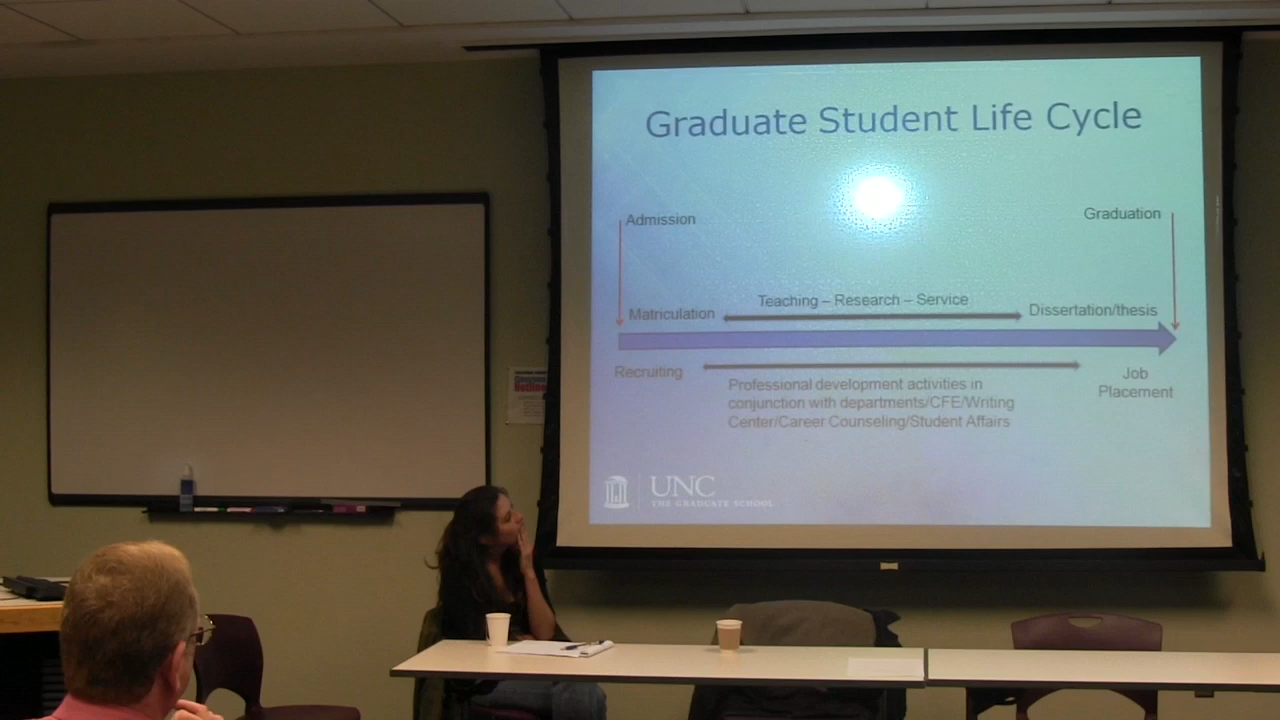 Graduate Student Life Cycle
Admission
Graduation
Teaching – Research – Service
Matriculation
Dissertation/thesis
Recruiting
Job
Placement
Professional development activities in
conjunction with departments/CFE/Writing
Center/Career Counseling/Student Affairs
UNC
THE GRADUATE SCHOOL